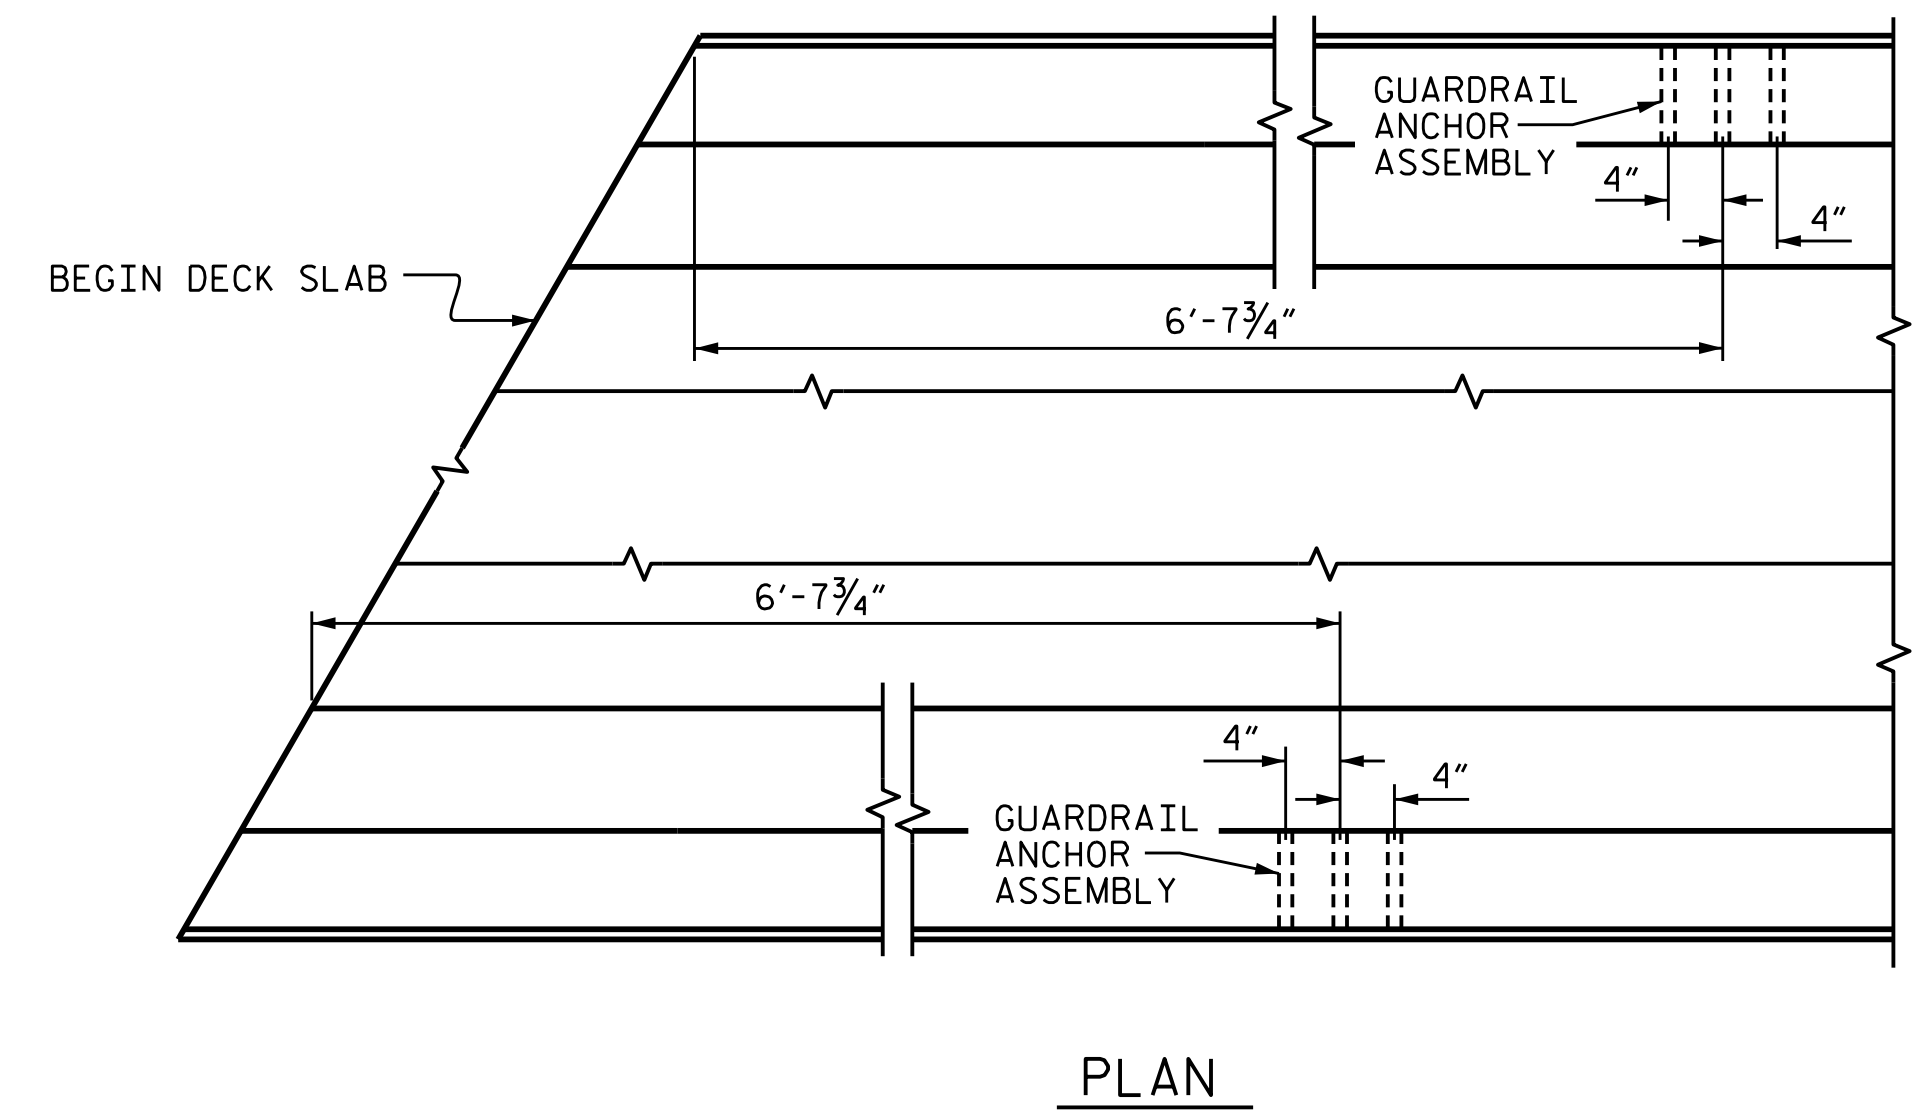 GUARDRAIL
ANCHOR
ASSEMBLY
4"
4"
BEGIN DECK SLAB
6'-7¾"
6'-7¾"
4"
4"
GUARDRAIL
ANCHOR
ASSEMBLY
PLAN